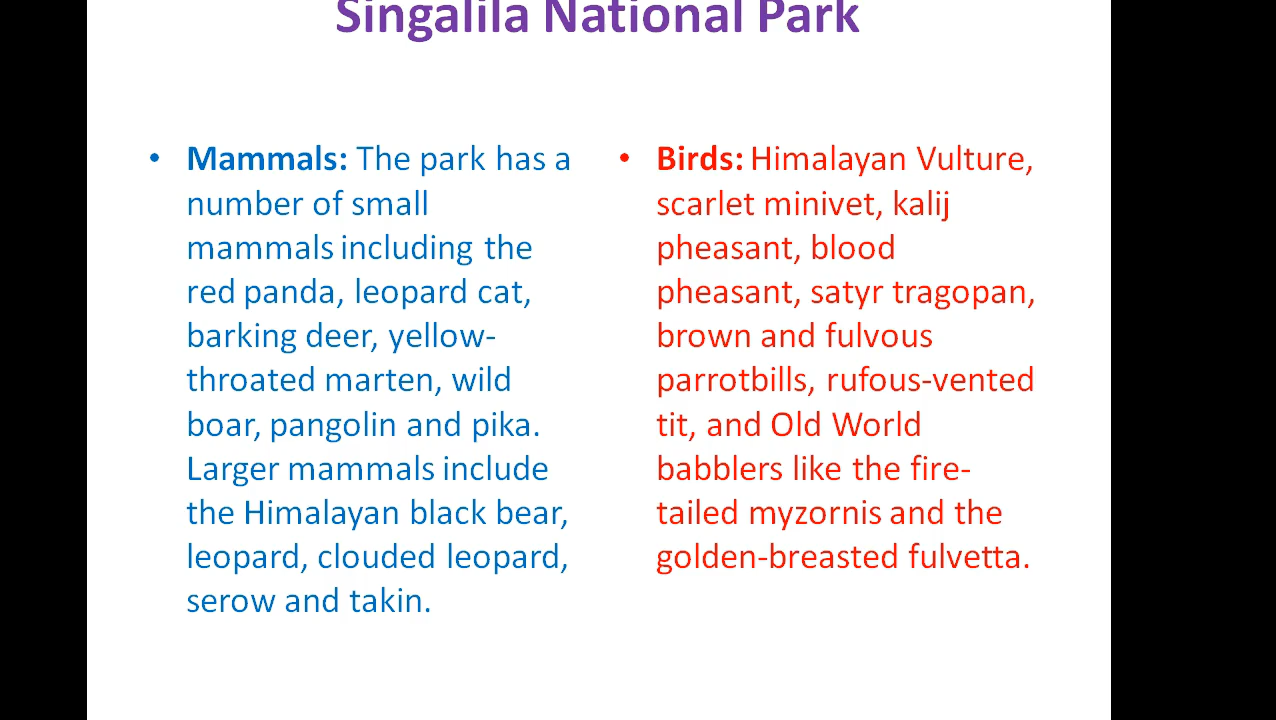 Singalila National Park
• Mammals: The park has a
number of small
mammals including the
red panda, leopard cat,
barking deer, yellow-
throated marten, wild
boar, pangolin and pika.
Larger mammals include
the Himalayan black bear,
leopard, clouded leopard,
serow and takin.
• Birds: Himalayan Vulture,
scarlet minivet, kalij
pheasant, blood
pheasant, satyr tragopan,
brown and fulvous
parrotbills, rufous-vented
tit, and Old World
babblers like the fire-
tailed myzornis and the
golden-breasted fulvetta.